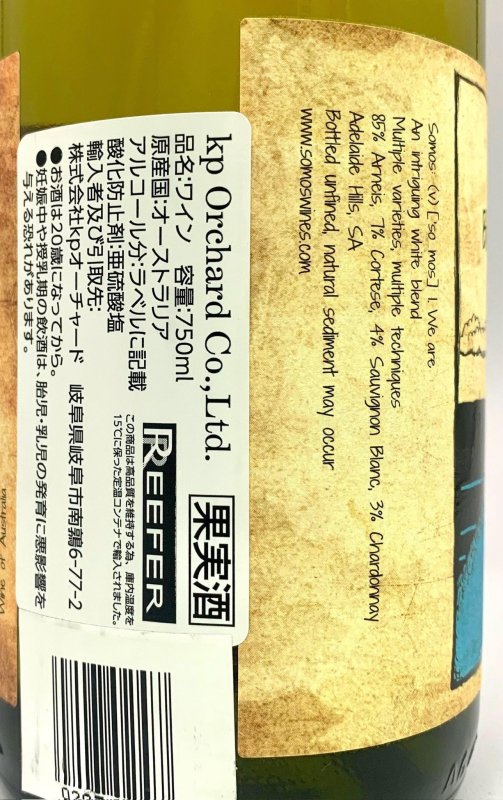 Somos (v) ['so mos] 1. We are
An intriguing white blend
Multiple varieties, multiple techniques
85% Arneis, 7% Cortese, 4% Sauvignon Blanc, 3% Chardonnay
Adelaide Hills, SA
Bottled unfined, natural sediment may occur
www.somoswines.com
kp Orchard Co.,Ltd.
果実酒
品名:ワイン 容量:750ml
原産国:オーストラリア
アルコール分:ラベルに記載
酸化防止剤:亜硫酸塩
輸入者及び引取先:
株式会社kpオーチャード 岐阜県岐阜市南鶉6-77-2
●お酒は20歳になってから。
●妊娠中や授乳期の飲酒は、胎児・乳児の発育に悪影響を
与える恐れがあります。
REEFER
この商品は高品質を維持する為、庫内温度を
15℃に保った定温コンテナで輸入されました。
Wine of Australia